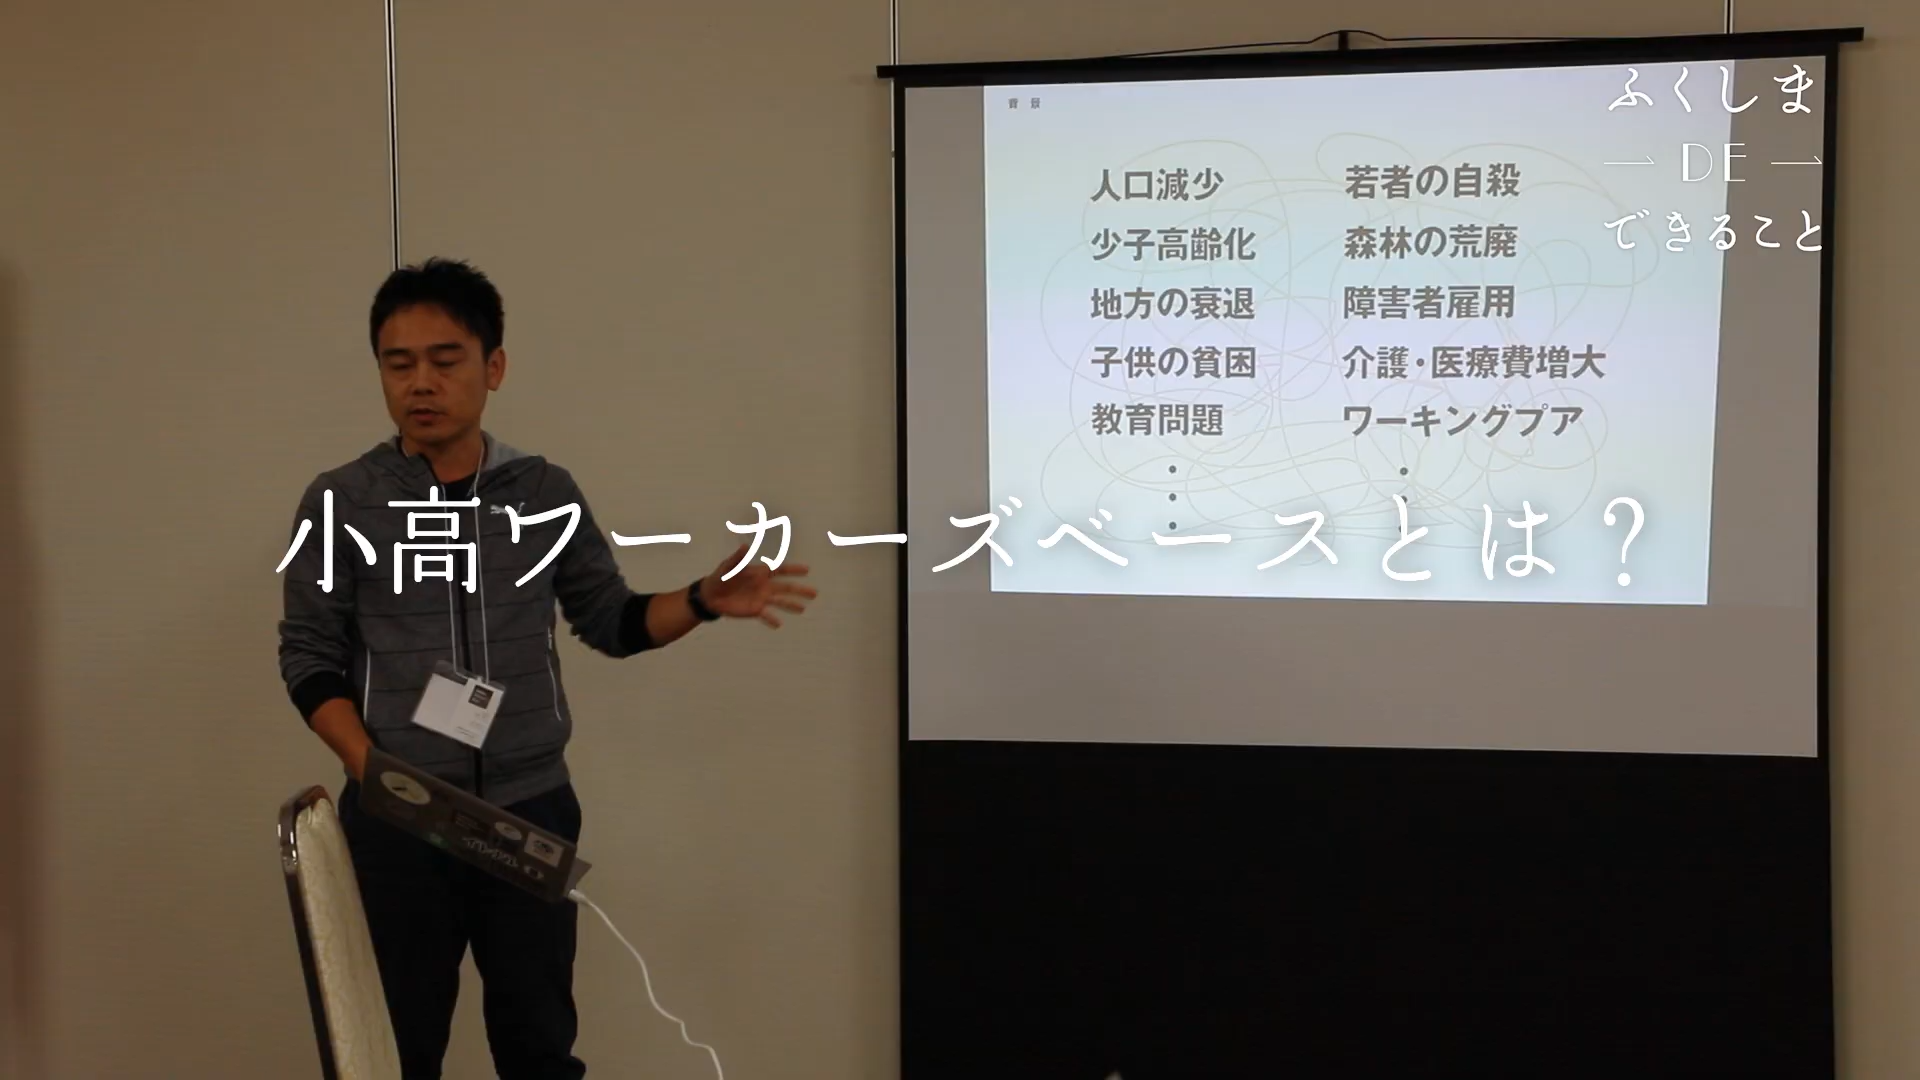 背景
人口減少
少子高齢化
地方の衰退
子供の貧困
教育問題
若者の自殺
森林の荒廃
障害者雇用
介護・医療費増大
ワーキングプア
ふくしま
DE
できること
小高ワーカーズベースとは？